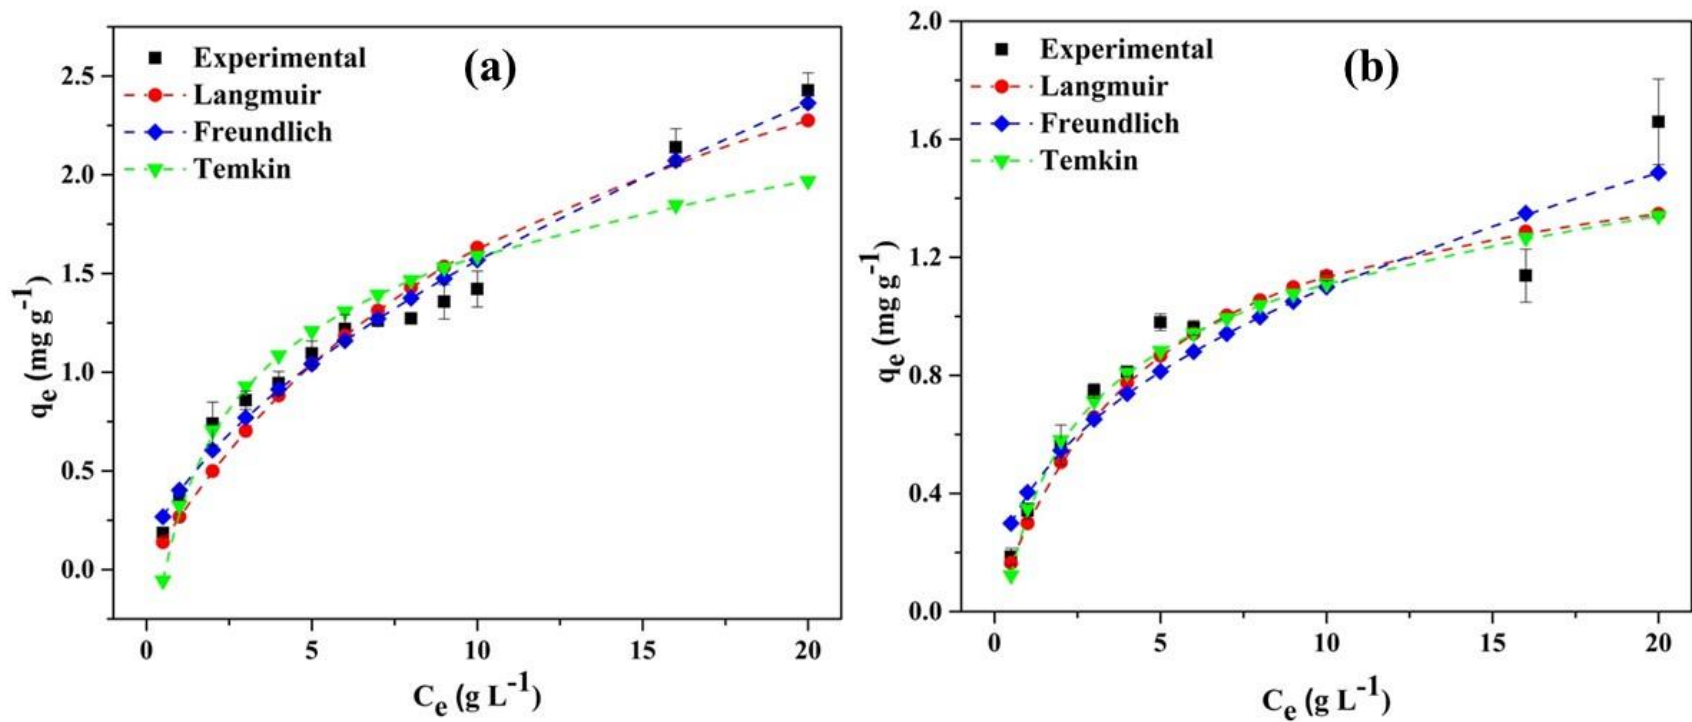 (a)
Experimental
Langmuir
Freundlich
Temkin
2.5
2.0
1.5
1.0
0.5
0.0
qe (mg g-1)
0 5 10 15 20
Ce (g L-1)
(b)
Experimental
Langmuir
Freundlich
Temkin
2.0
1.6
1.2
0.8
0.4
0.0
qe (mg g-1)
0 5 10 15 20
Ce (g L-1)